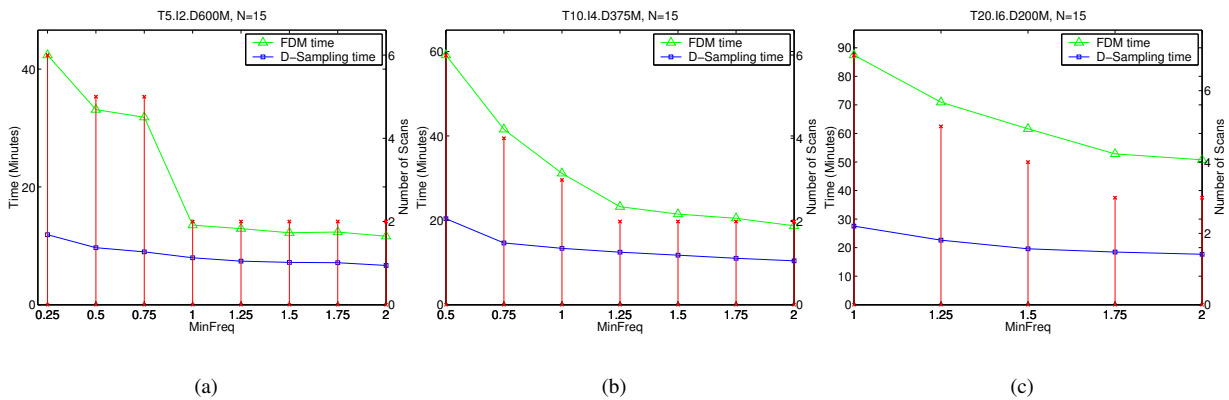 T5.I2.D600M, N=15
FDM time
D−Sampling time
Time (Minutes)
0
20
40
Number of Scans
0
2
4
6
0.25 0.5 0.75 1 1.25 1.5 1.75 2
MinFreq
(a)
T10.I4.D375M, N=15
FDM time
D−Sampling time
Time (Minutes)
0
20
40
60
Number of Scans
0
2
4
6
0.5 0.75 1 1.25 1.5 1.75 2
MinFreq
(b)
T20.I6.D200M, N=15
FDM time
D−Sampling time
Time (Minutes)
0
10
20
30
40
50
60
70
80
90
Number of Scans
0
2
4
6
1 1.25 1.5 1.75 2
MinFreq
(c)